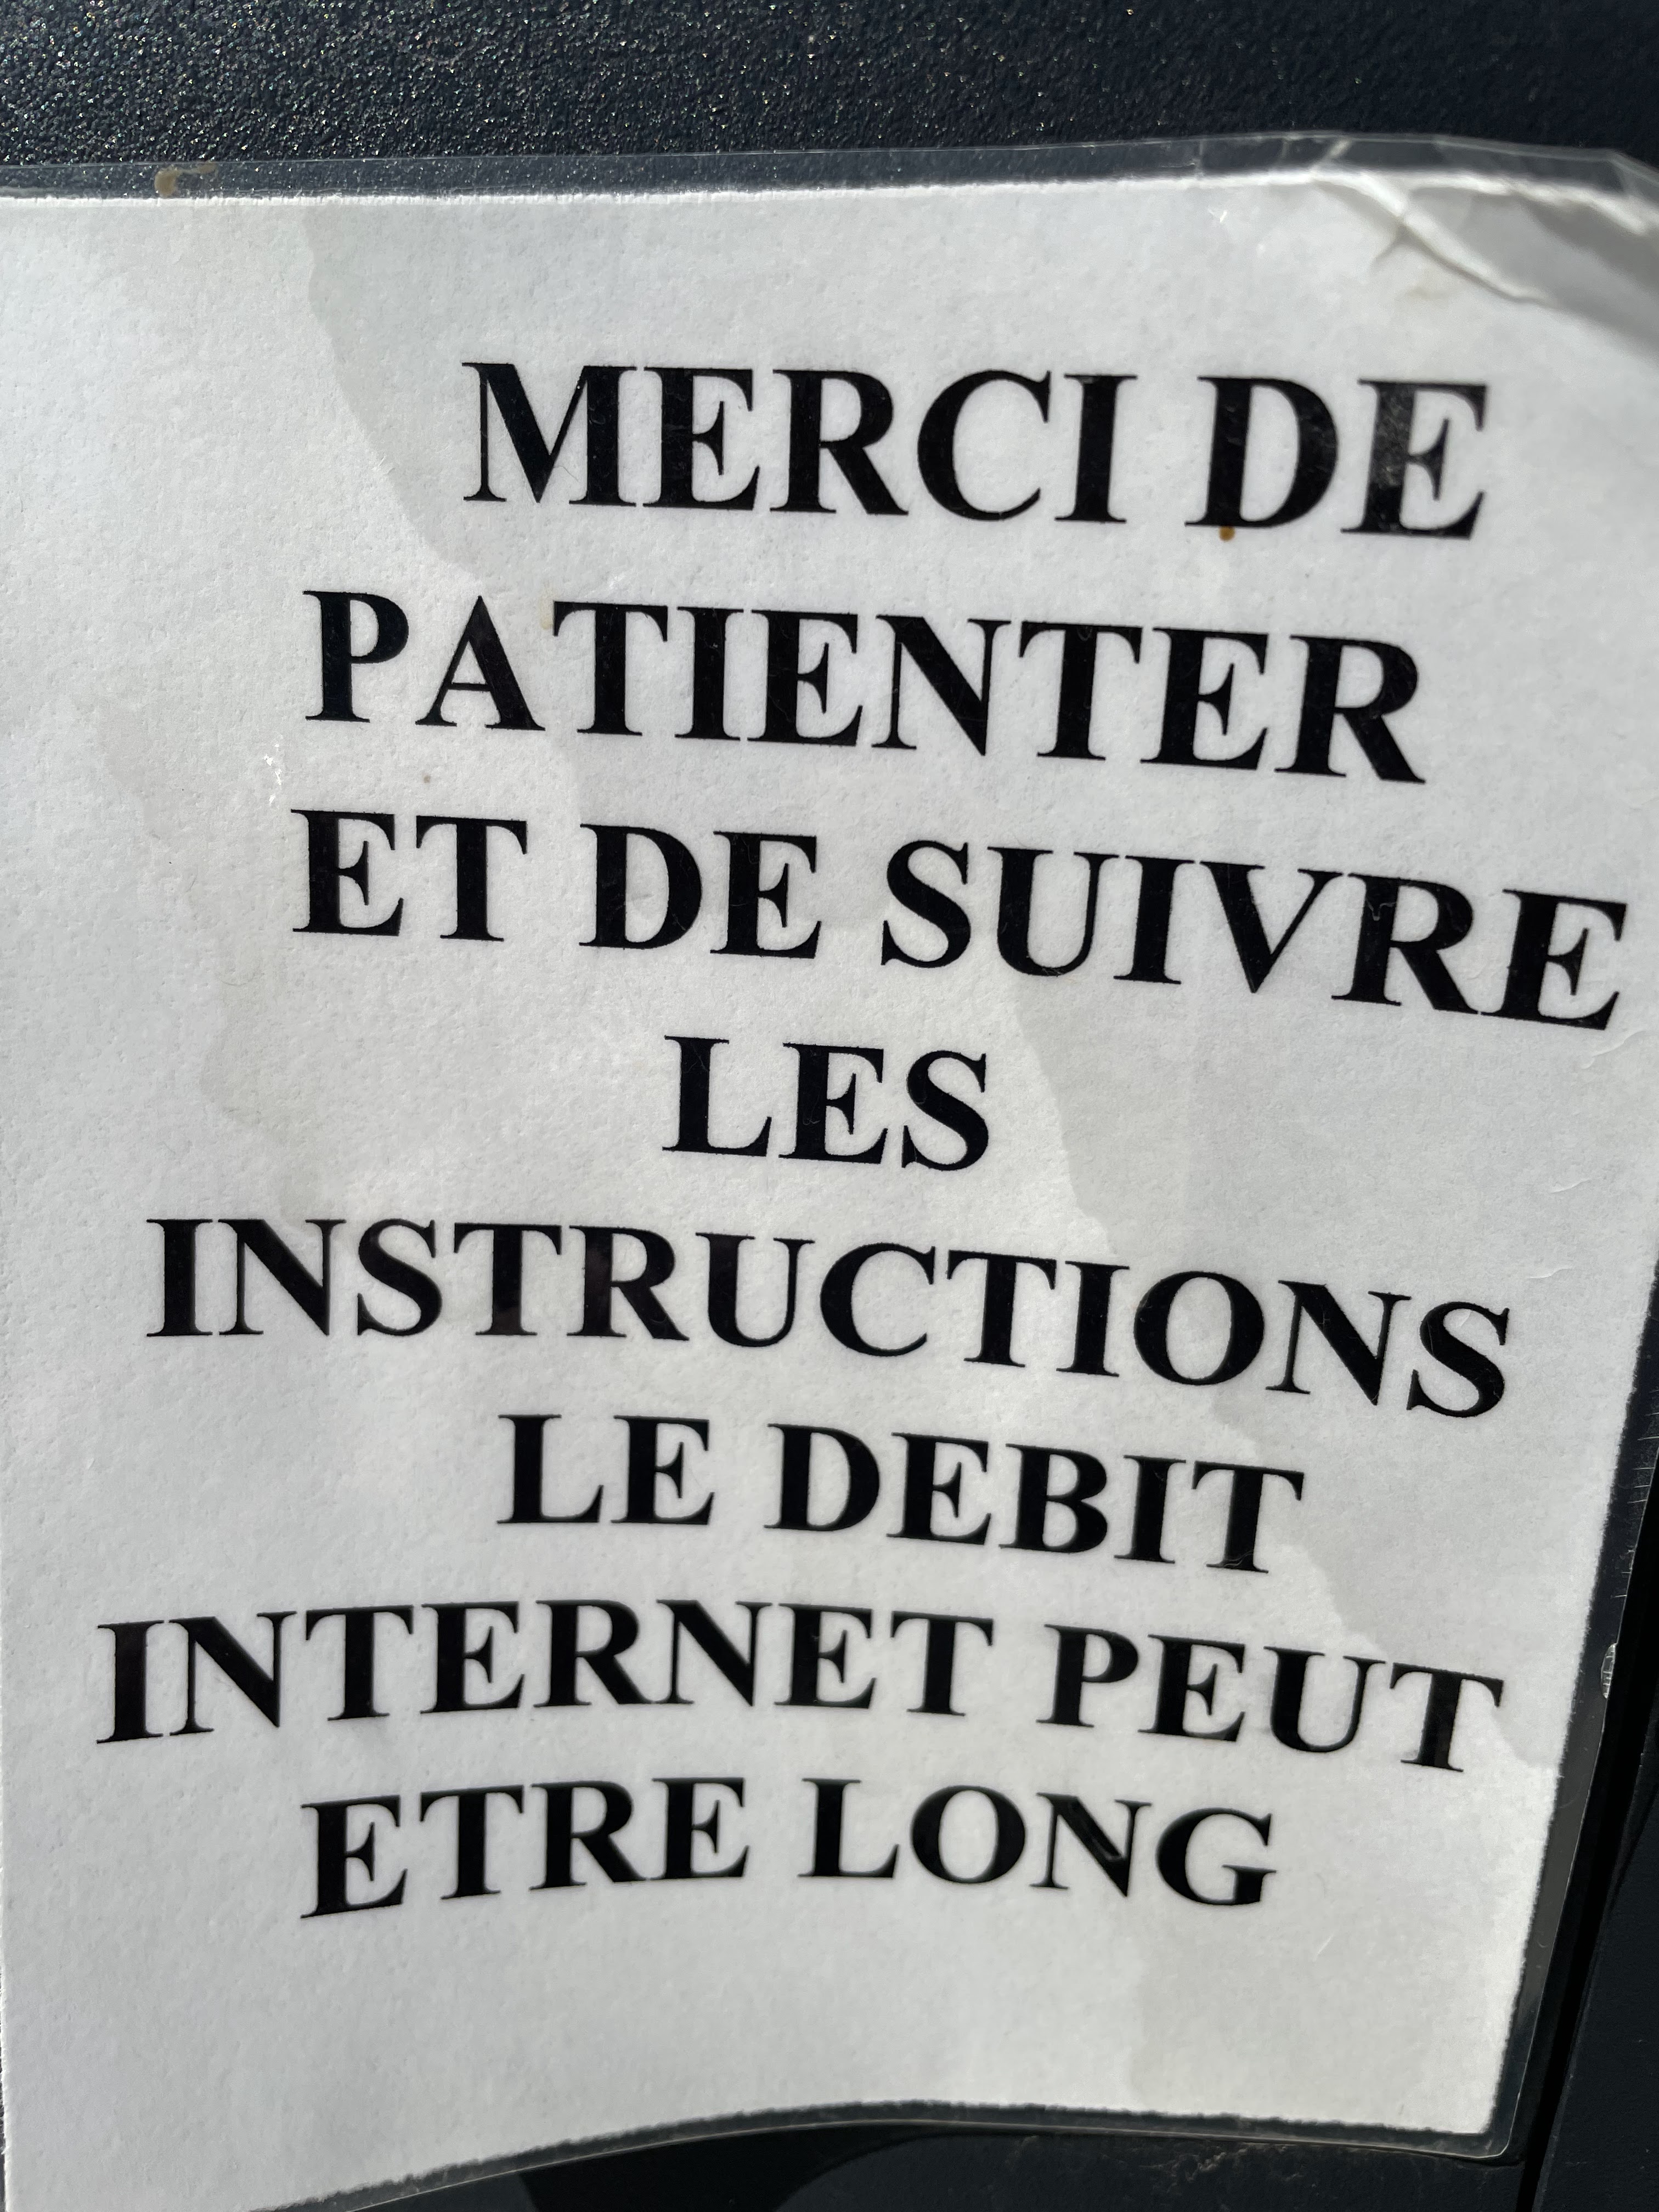 MERCI DE
PATIENTER
ET DE SUIVRE
LES
INSTRUCTIONS
LE DEBIT
INTERNET PEUT
ETRE LONG